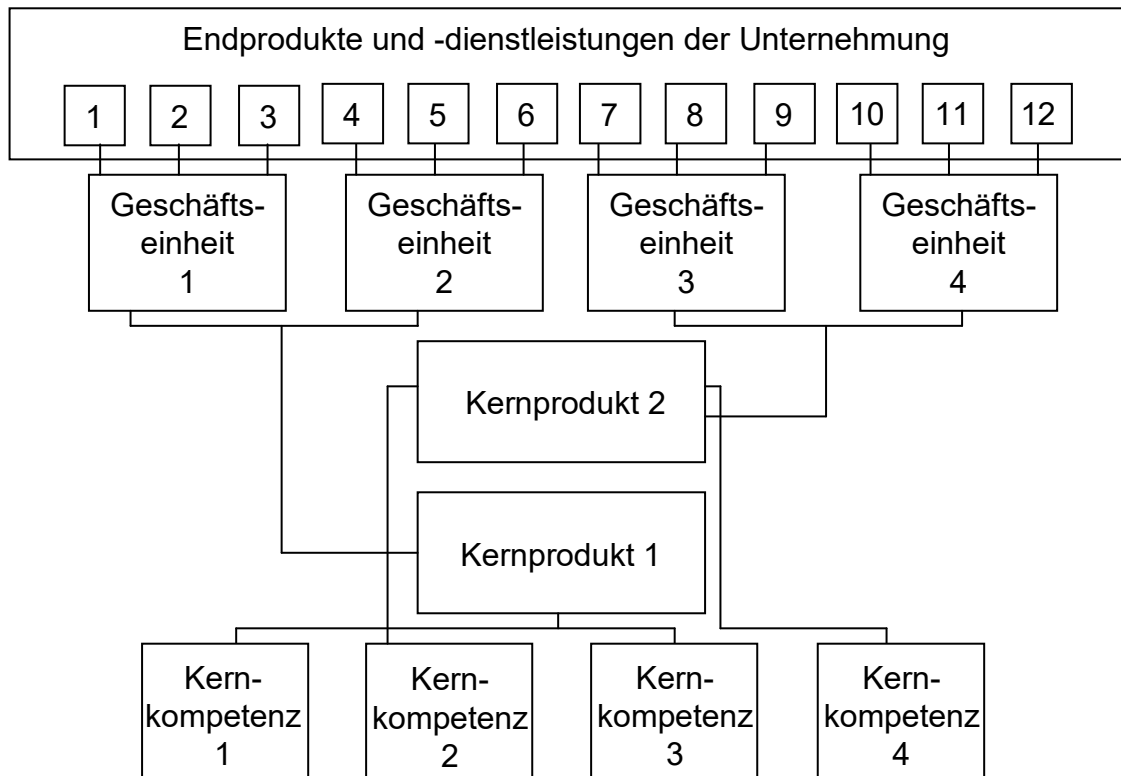 Endprodukte und -dienstleistungen der Unternehmung
1 2 3 4 5 6 7 8 9 10 11 12
Geschäfts-
einheit
1
Geschäfts-
einheit
2
Geschäfts-
einheit
3
Geschäfts-
einheit
4
Kernprodukt 2
Kernprodukt 1
Kern-
kompetenz
1
Kern-
kompetenz
2
Kern-
kompetenz
3
Kern-
kompetenz
4